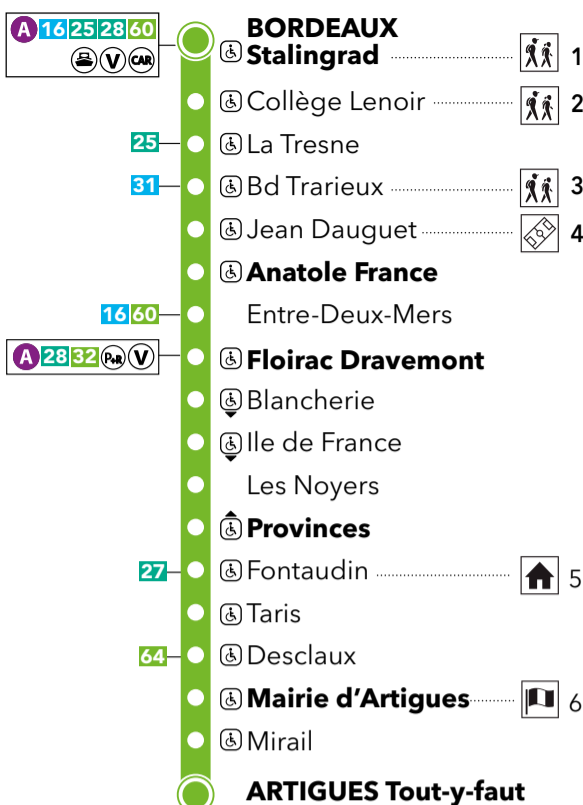 A 16 25 28 60
V CAR
BORDEAUX
Stalingrad 1
Collège Lenoir 2
25 La Tresne
31 Bd Trarieux 3
Jean Dauguet 4
Anatole France
16 60 Entre-Deux-Mers
A 28 32 P+R V Floirac Dravemont
Blancherie
Ile de France
Les Noyers
Provinces
27 Fontaudin 5
Taris
64 Desclaux
Mairie d’Artigues 6
Mirail
ARTIGUES Tout-y-faut